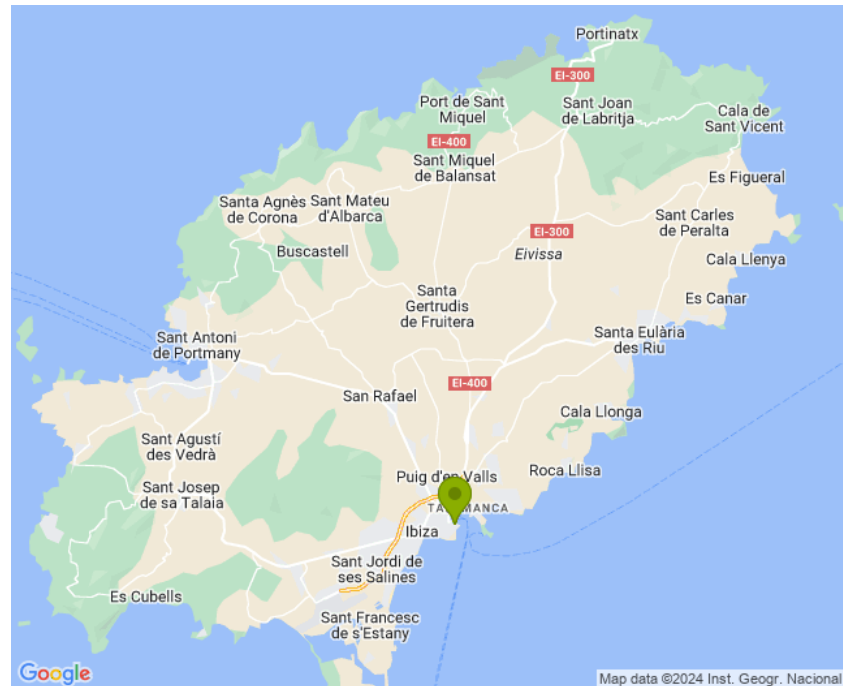 Portinatx
EI-300
Port de Sant
Miquel
Sant Joan
de Labritja
Cala de
Sant Vicent
EI-400
Sant Miquel
de Balansat
Es Figueral
Santa Agnès
de Corona
Sant Mateu
d'Albarca
Sant Carles
de Peralta
EI-300
Buscastell
Eivissa
Cala Llenya
Santa
Gertrudis
de Fruitera
Es Canar
Sant Antoni
de Portmany
Santa Eulària
des Riu
EI-400
San Rafael
Cala Llonga
Sant Agustí
des Vedrà
Roca Llisa
Puig d'en Valls
Sant Josep
de sa Talaia
Ibiza
Sant Jordi de
ses Salines
Es Cubells
Sant Francesc
de s'Estany
Google
Map data ©2024 Inst. Geogr. Nacional